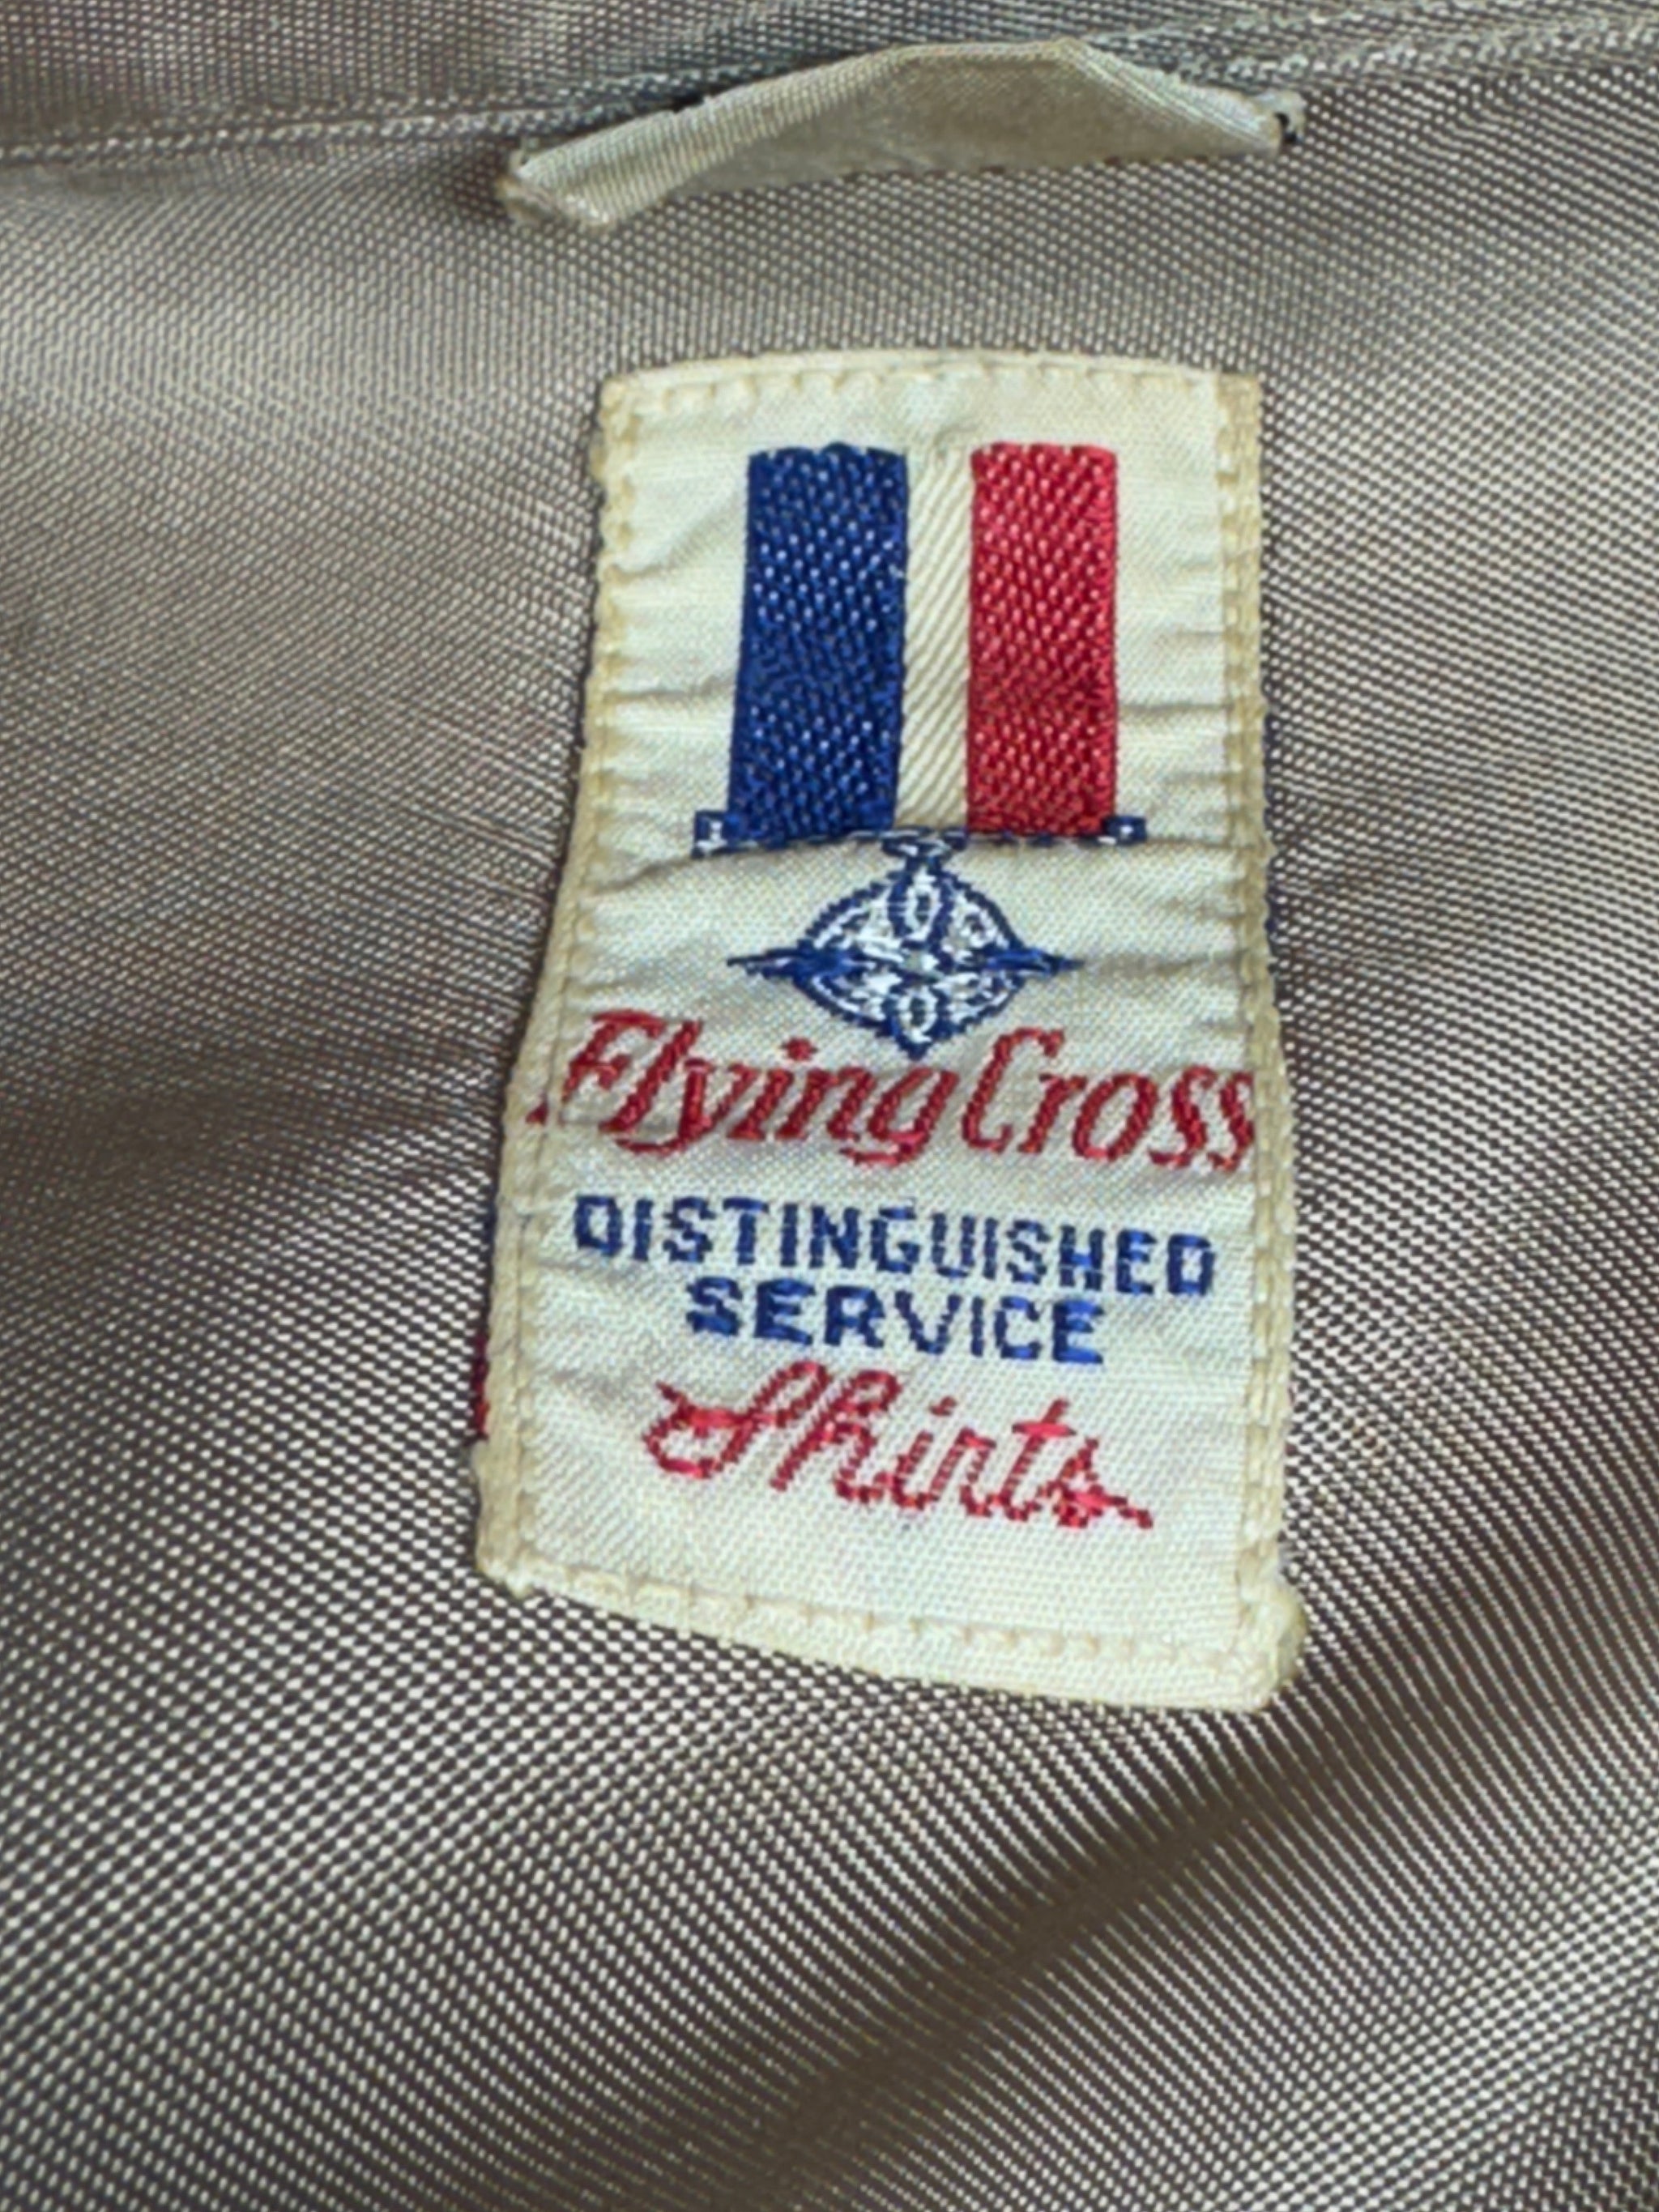 Flying Cross
DISTINGUISHED
SERVICE
Shirts